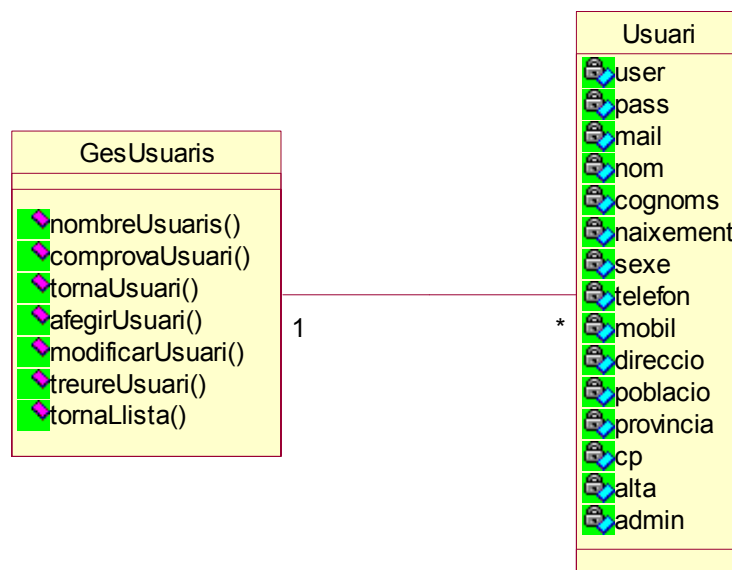 GesUsuaris
nombreUsuaris()
comprovaUsuari()
tornaUsuari()
afegirUsuari()
modificarUsuari()
treureUsuari()
tornaLlista()
1
*
Usuari
user
pass
mail
nom
cognoms
naixement
sexe
telefon
mobil
direccio
poblacio
provincia
cp
alta
admin